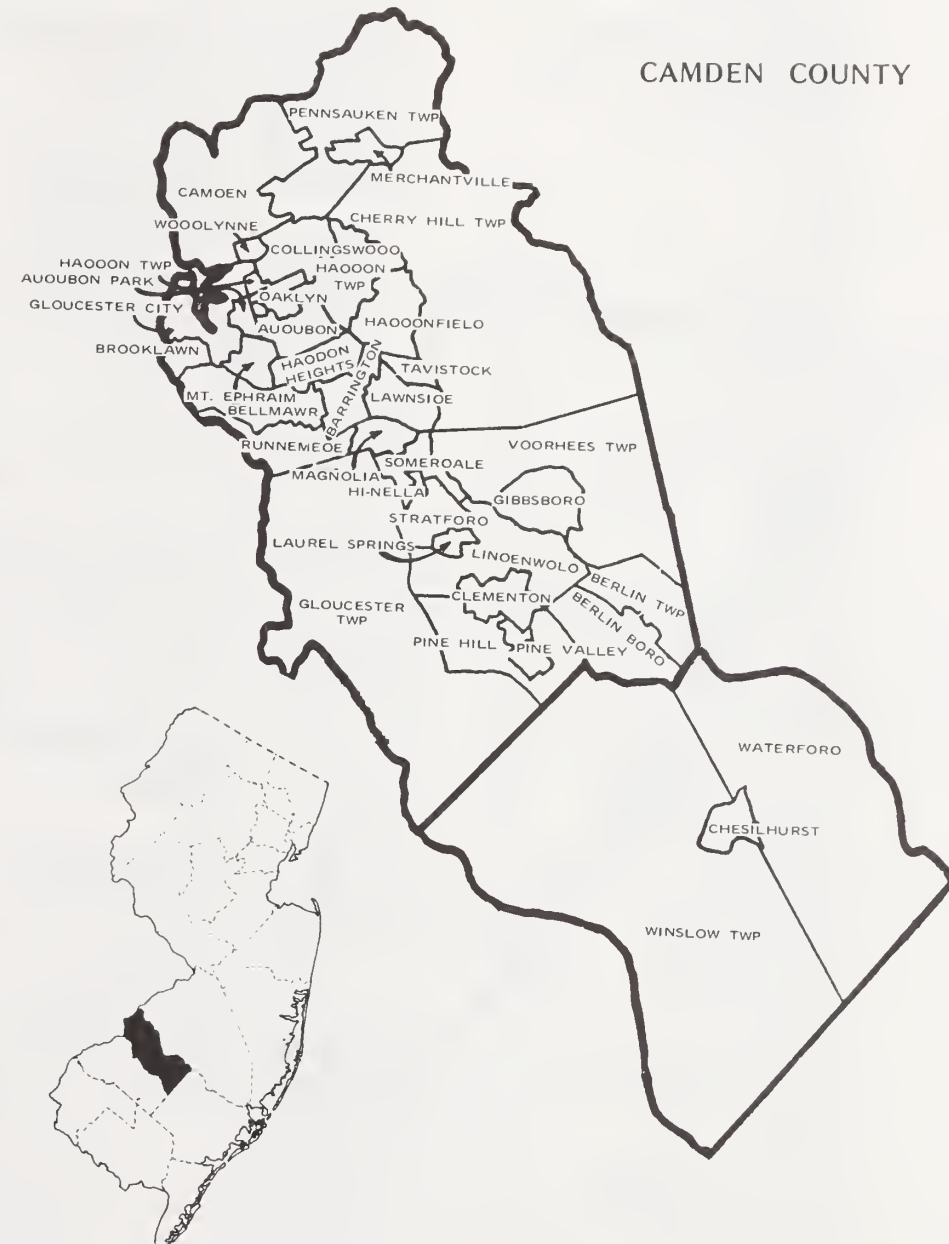 CAMDEN COUNTY
PENNSAUKEN TWP
MERCHANTVILLE
CAMOEN
CHERRY HILL TWP
WOOOLYNNE
COLLINGSWOOO
HAOOON TWP
HAOOON
TWP
AUOUBON PARK
OAKLYN
GLOUCESTER CITY
AUOUBON
HAOOONFIELO
BROOKLAWN
HAODON
HEIGHTS
BARRINGTON
TAVISTOCK
MT. EPHRAIM
LAWNSIOE
BELLMAWR
RUNNEMEOE
VOORHEES TWP
MAGNOLIA
SOMEROALE
HI-NELLA
GIBBSBORO
STRATFORO
LAUREL SPRINGS
LINOENWOLO
BERLIN TWP
CLEMENTON
BERLIN BORO
GLOUCESTER
TWP
PINE HILL
PINE VALLEY
WATERFORO
CHESILHURST
WINSLOW TWP